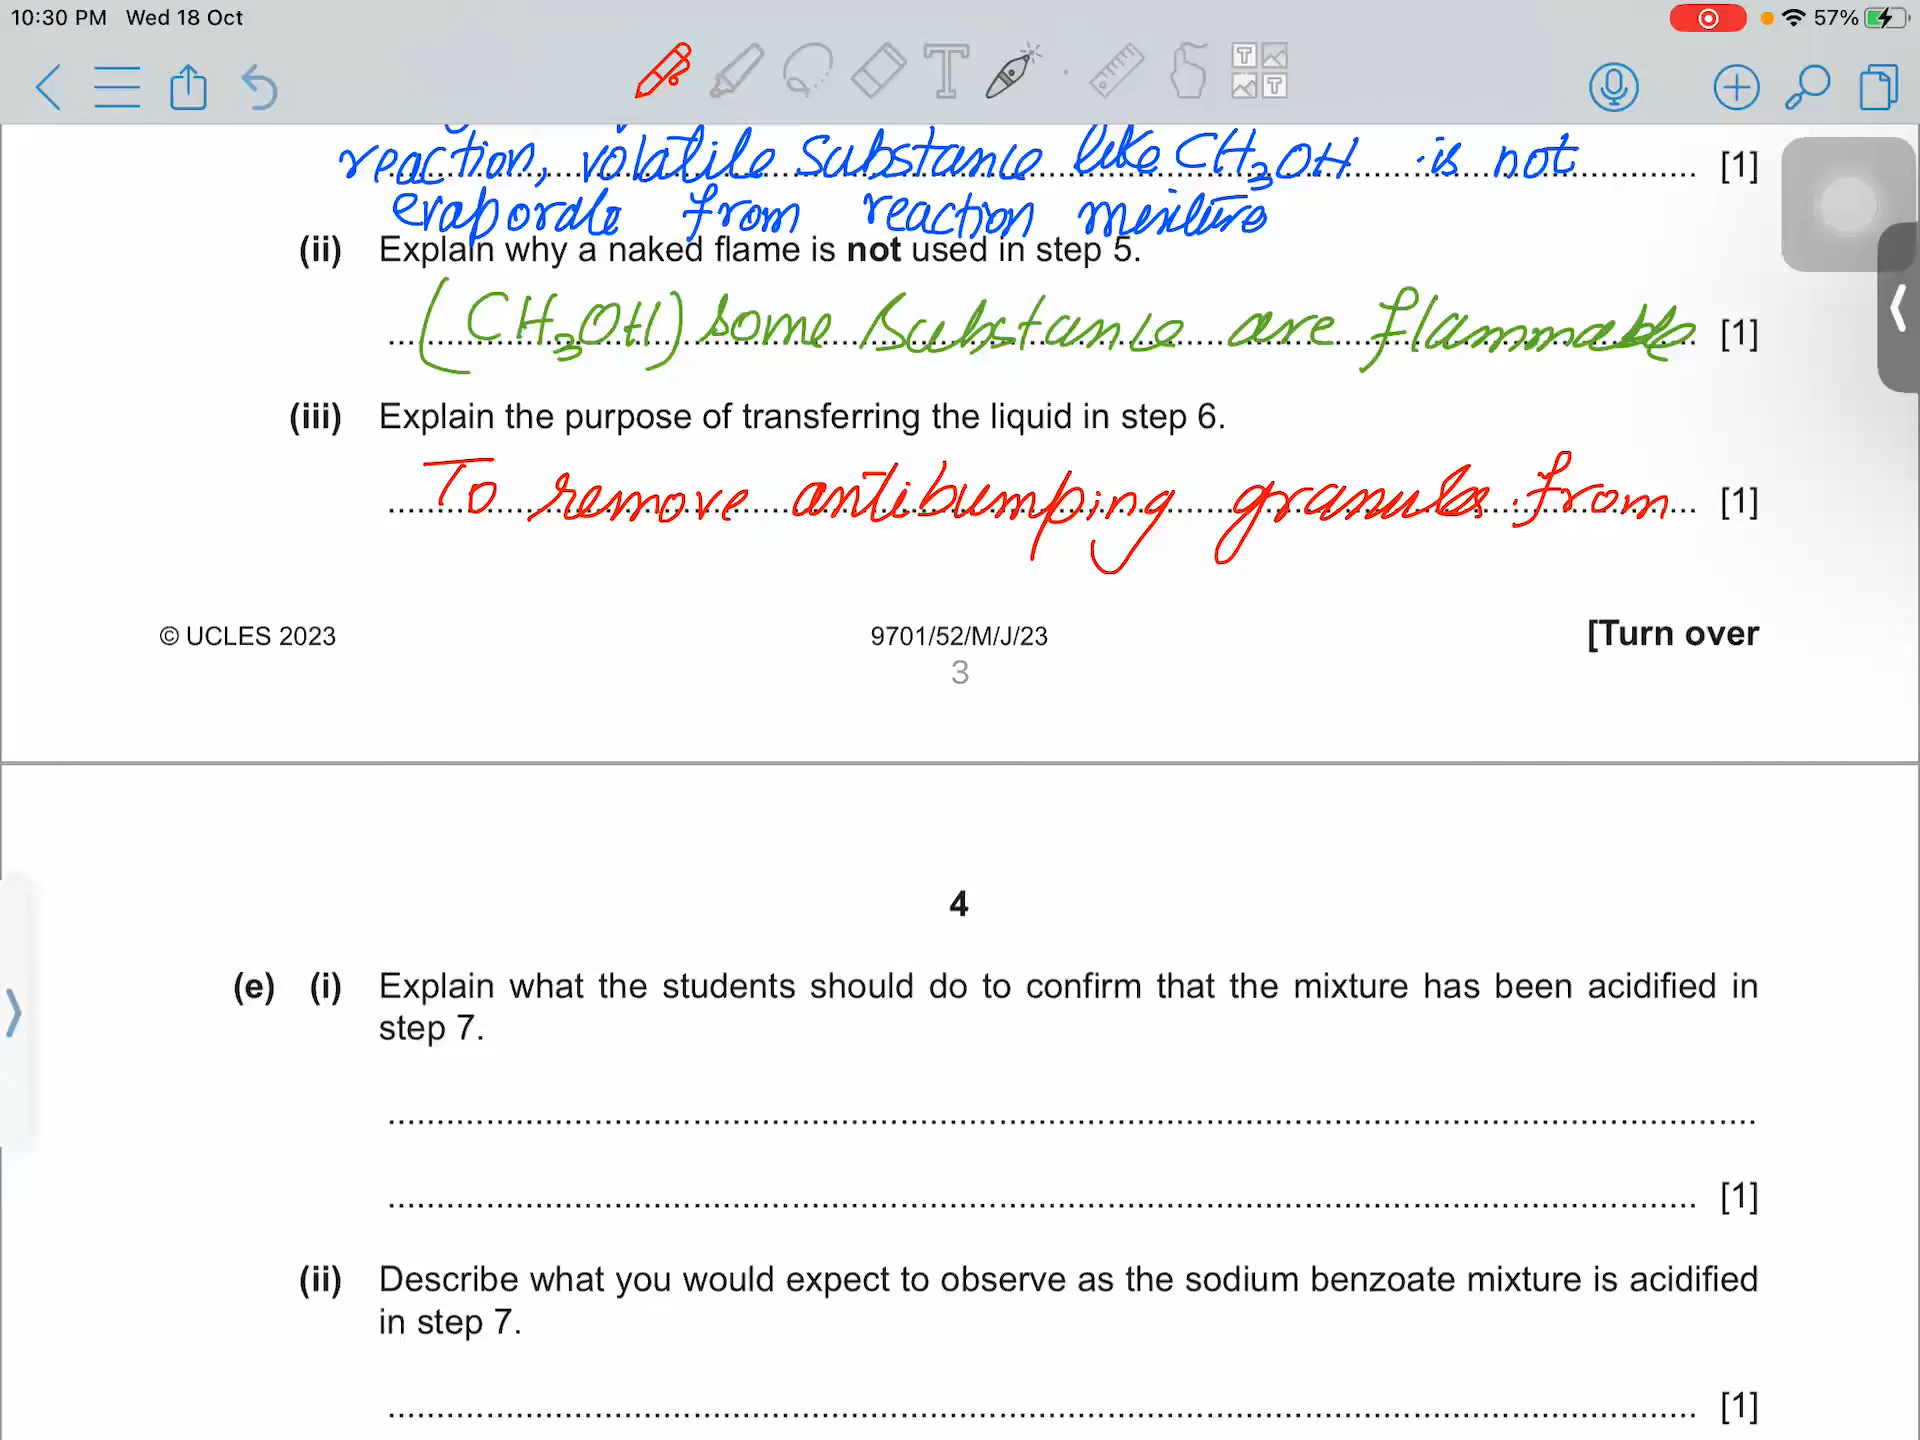 10:30 PM Wed 18 Oct 57%
reaction, volatile substance like CH₃OH is not [1]
evaporate from reaction mixture
(ii) Explain why a naked flame is not used in step 5.
(CH₃OH) some substance are flammable [1]
(iii) Explain the purpose of transferring the liquid in step 6.
To remove antibumping granules from [1]
© UCLES 2023 9701/52/M/J/23 [Turn over
3
4
(e) (i) Explain what the students should do to confirm that the mixture has been acidified in
step 7.
[1]
(ii) Describe what you would expect to observe as the sodium benzoate mixture is acidified
in step 7.
[1]